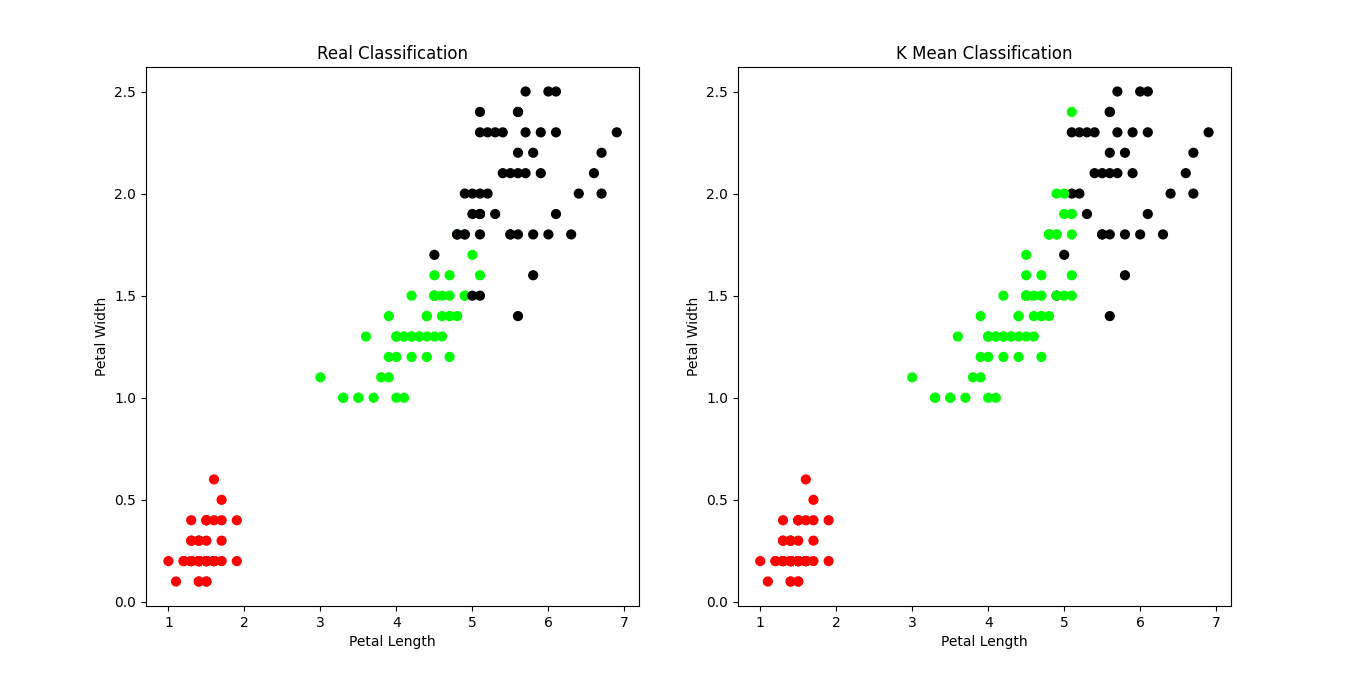 Real Classification
2.5
2.0
1.5
1.0
0.5
0.0
Petal Width
1 2 3 4 5 6 7
Petal Length
K Mean Classification
2.5
2.0
1.5
1.0
0.5
0.0
Petal Width
1 2 3 4 5 6 7
Petal Length